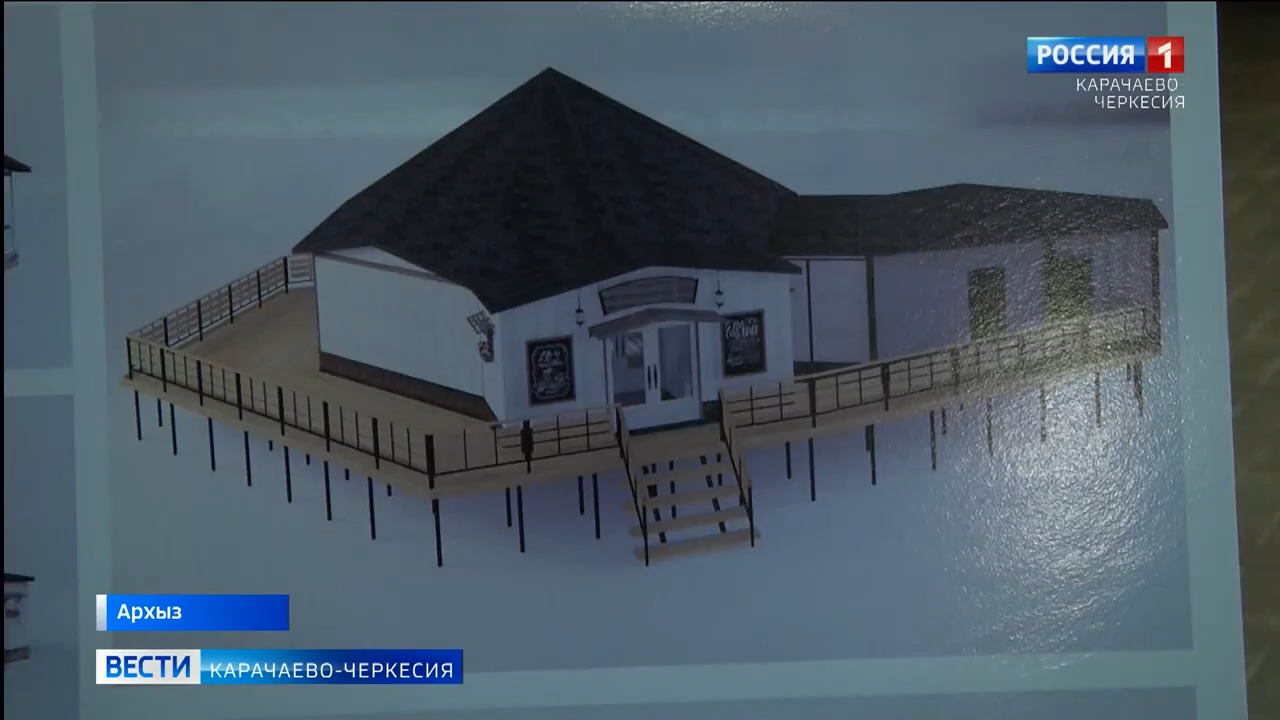 РОССИЯ 1
КАРАЧАЕВО-
ЧЕРКЕСИЯ
Архыз
ВЕСТИ КАРАЧАЕВО-ЧЕРКЕСИЯ